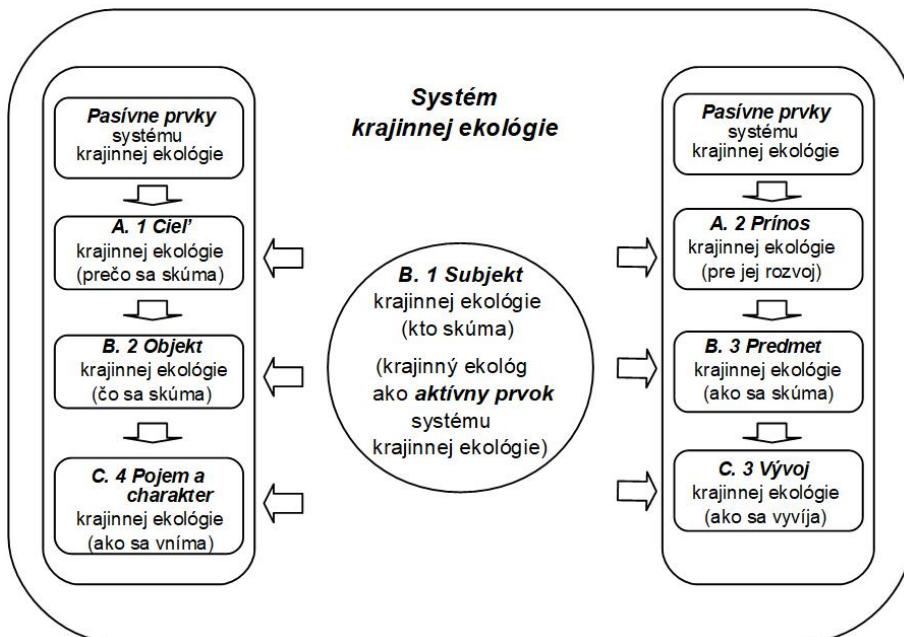 Systém
krajinnej ekológie
Pasívne prvky
systému
krajinnej ekológie
A. 1 Cieľ
krajinnej ekológie
(prečo sa skúma)
B. 2 Objekt
krajinnej ekológie
(čo sa skúma)
C. 4 Pojem a
charakter
krajinnej ekológie
(ako sa vníma)
B. 1 Subjekt
krajinnej ekológie
(kto skúma)
(krajinný ekológ
ako aktívny prvok
systému
krajinnej ekológie)
Pasívne prvky
systému
krajinnej ekológie
A. 2 Prínos
krajinnej ekológie
(pre jej rozvoj)
B. 3 Predmet
krajinnej ekológie
(ako sa skúma)
C. 3 Vývoj
krajinnej ekológie
(ako sa vyvíja)